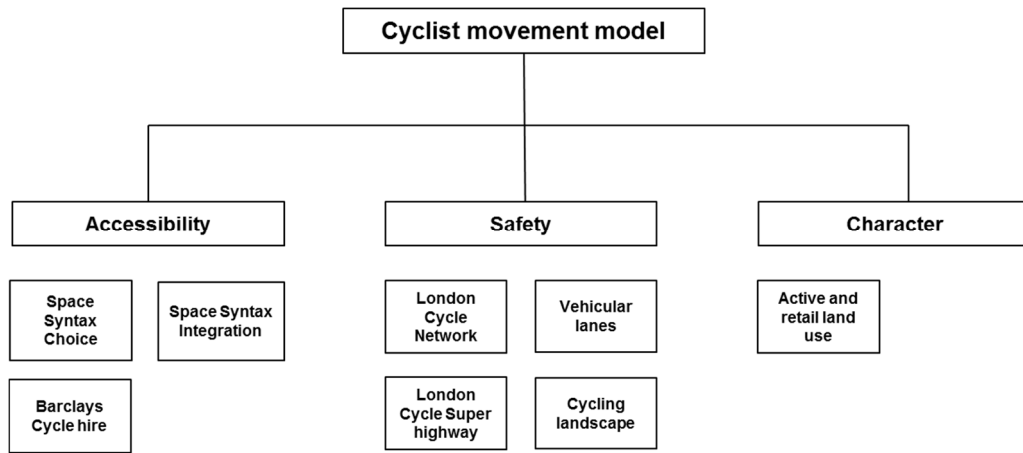 Cyclist movement model
Accessibility
Safety
Character
Space
Syntax
Choice
Space Syntax
Integration
Barclays
Cycle hire
London
Cycle
Network
Vehicular
lanes
London
Cycle Super
highway
Cycling
landscape
Active and
retail land
use